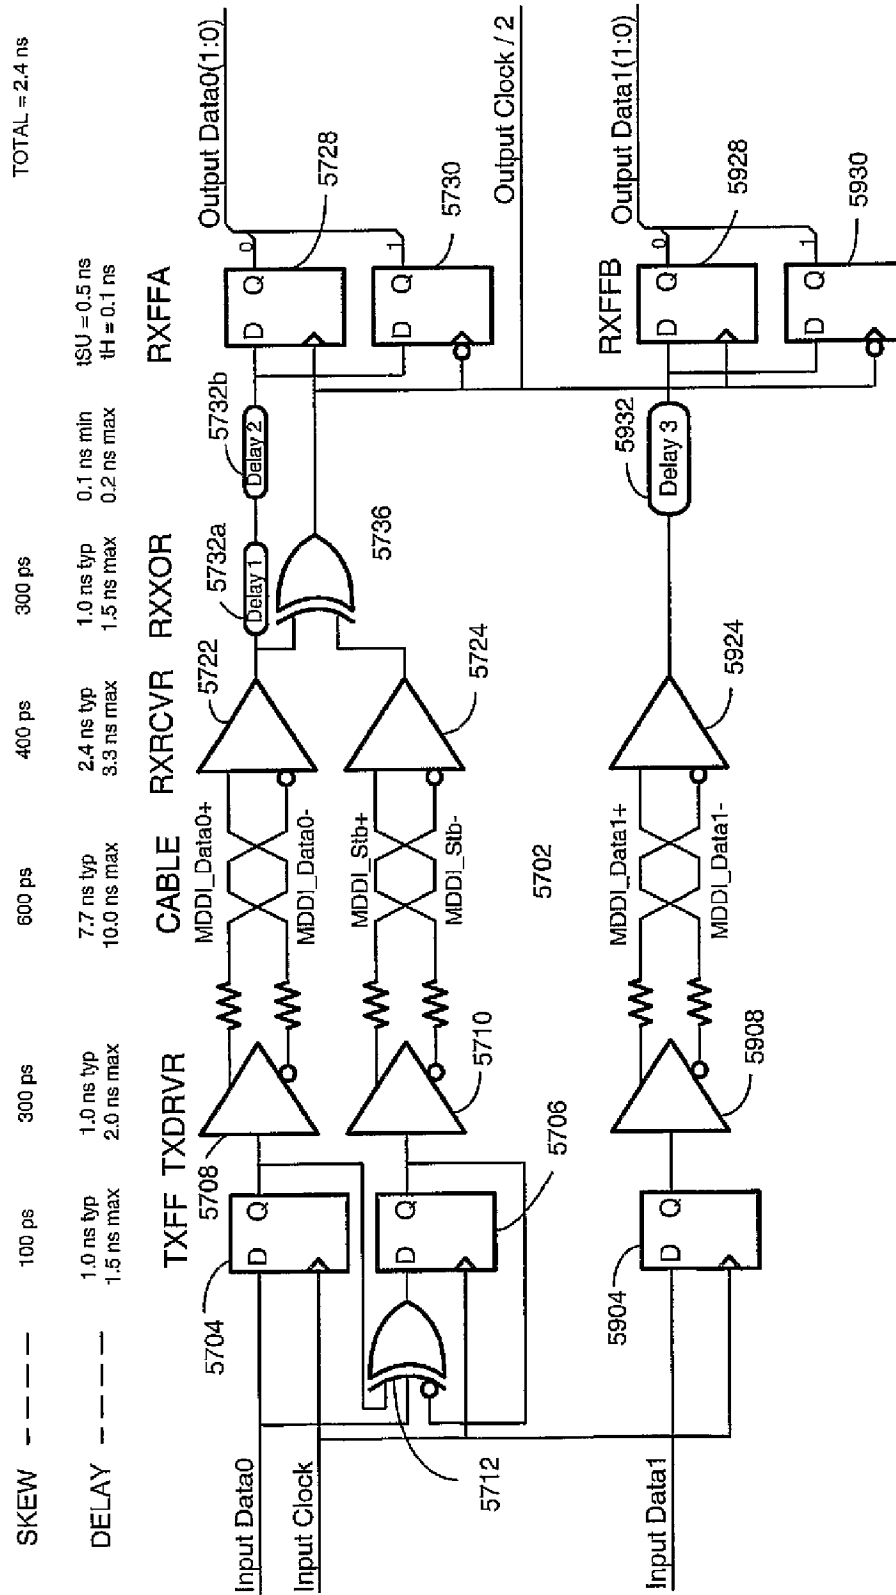 SKEW ---- 100 ps 300 ps 600 ps 400 ps 300 ps TOTAL = 2.4 ns
DELAY ---- 1.0 ns typ 1.0 ns typ 7.7 ns typ 2.4 ns typ 1.0 ns typ 0.1 ns min tSU = 0.5 ns
1.5 ns max 2.0 ns max 10.0 ns max 3.3 ns max 1.5 ns max 0.2 ns max tH = 0.1 ns
TXFF TXDRVR CABLE RXRCVR RXXOR RXFFA
Input Data0
Input Clock
5704
D Q
5708
MDDI_Data0+
MDDI_Data0-
5722
5732a
Delay 1
5732b
Delay 2
D Q
0
Output Data0(1:0)
5728
5712
D Q
5706
5710
MDDI_Stb+
MDDI_Stb-
5724
5736
D Q
1
5730
5702
Output Clock / 2
RXFFB
Input Data1
5904
D Q
5908
MDDI_Data1+
MDDI_Data1-
5924
5932
Delay 3
D Q
0
Output Data1(1:0)
5928
D Q
1
5930